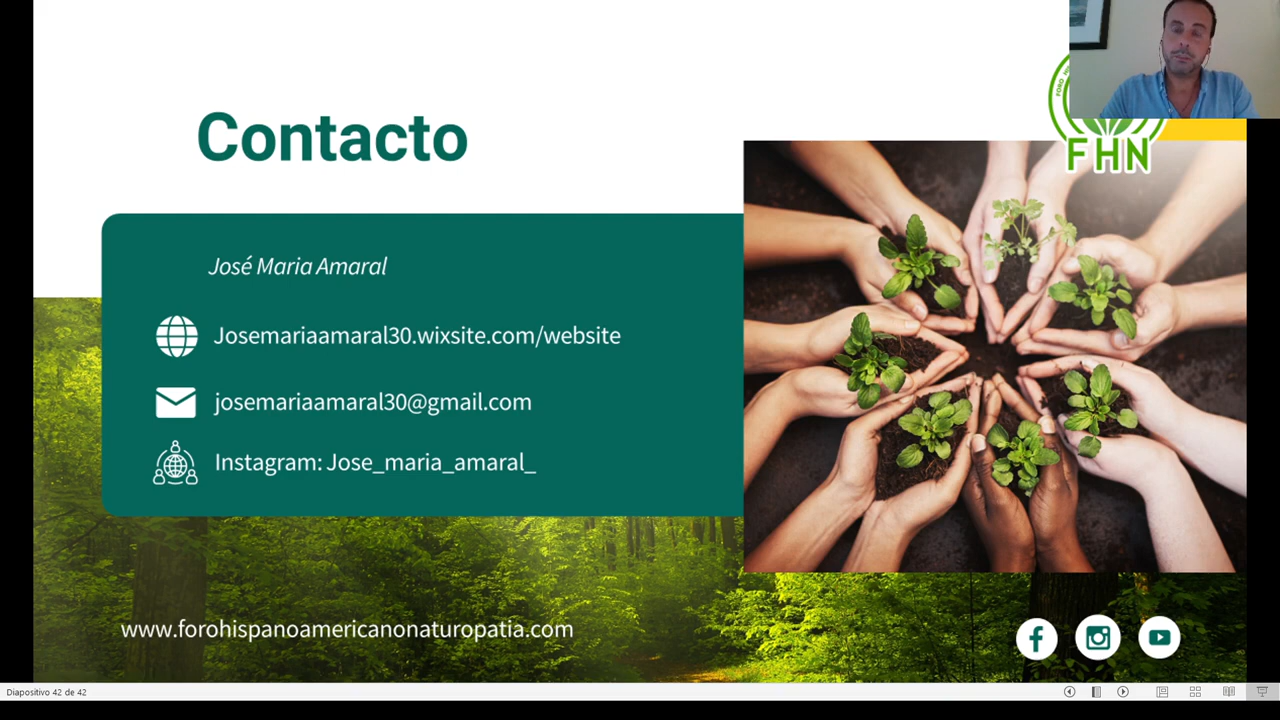 Contacto
FORO
FHN
José Maria Amaral
Josemariaamaral30.wixsite.com/website
josemariaamaral30@gmail.com
Instagram: Jose_maria_amaral_
www.forohispanoamericanonaturopatia.com
Diapositivo 42 de 42